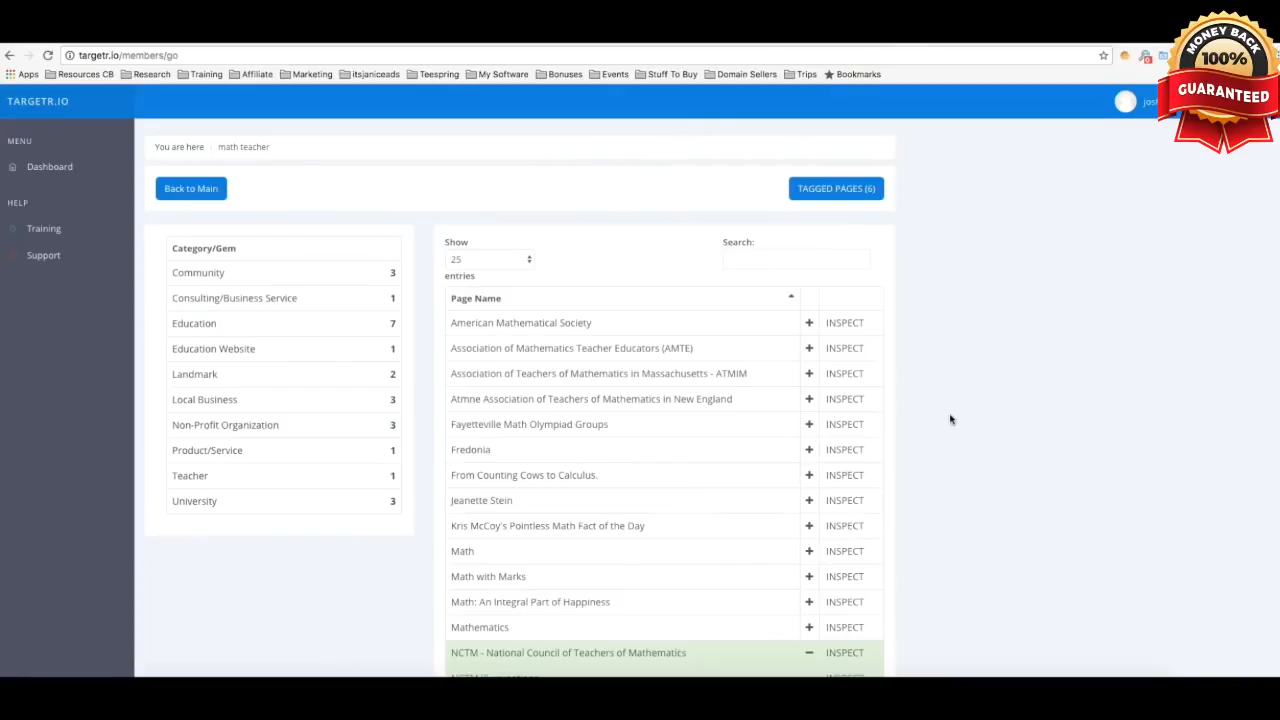 targetr.io/members/go
Apps Resources CB Research Training Affiliate Marketing itsjaniceads Teespring My Software Bonuses Events Stuff To Buy Domain Sellers Trips Bookmarks
MONEY BACK
100%
GUARANTEED
TARGETR.IO
MENU
Dashboard
HELP
Training
Support
You are here math teacher
Back to Main
TAGGED PAGES (6)
Category/Gem
Community 3
Consulting/Business Service 1
Education 7
Education Website 1
Landmark 2
Local Business 3
Non-Profit Organization 3
Product/Service 1
Teacher 1
University 3
Show
25
entries
Search:
Page Name
American Mathematical Society + INSPECT
Association of Mathematics Teacher Educators (AMTE) + INSPECT
Association of Teachers of Mathematics in Massachusetts - ATMIM + INSPECT
Atmne Association of Teachers of Mathematics in New England + INSPECT
Fayetteville Math Olympiad Groups + INSPECT
Fredonia + INSPECT
From Counting Cows to Calculus. + INSPECT
Jeanette Stein + INSPECT
Kris McCoy's Pointless Math Fact of the Day + INSPECT
Math + INSPECT
Math with Marks + INSPECT
Math: An Integral Part of Happiness + INSPECT
Mathematics + INSPECT
NCTM - National Council of Teachers of Mathematics − INSPECT